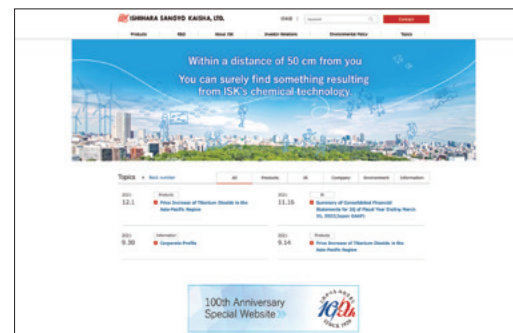 ISHIHARA SANGYO KAISHA, LTD.
Contact
Products R&D About ISK Investor Relations Environmental Policy Topics
Within a distance of 50 cm from you
You can surely find something resulting
from ISK's chemical technology.
Topics Back number All Products IR Company Environment Information
2021 Products
12.1 Price Increase of Titanium Dioxide in the
Asia-Pacific Region
2021 IR
11.16 Summary of Consolidated Financial
Statements for 2Q of Fiscal Year Ending March
31, 2022(Japan GAAP)
2021 Information
9.30 Corporate Profile
2021 Products
9.14 Price Increase of Titanium Dioxide in the
Asia-Pacific Region
100th Anniversary
Special Website
100th
SINCE 1920